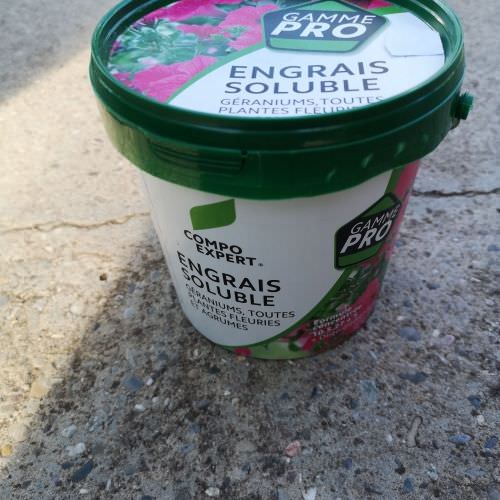 GAMME
PRO
ENGRAIS
SOLUBLE
GÉRANIUMS, TOUTES
PLANTES FLEURIES
COMPO
EXPERT®
GAMME
PRO
ENGRAIS
SOLUBLE
GÉRANIUMS, TOUTES
PLANTES FLEURIES
ET AGRUMES